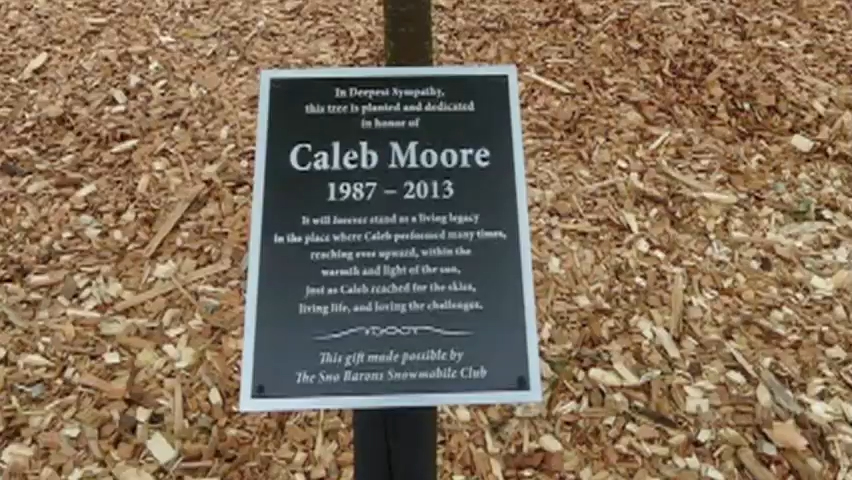 In Deepest Sympathy,
this tree is planted and dedicated
in honor of
Caleb Moore
1987 – 2013
It will forever stand as a living legacy
In the place where Caleb performed many times,
reaching ever upward, within the
warmth and light of the sun,
Just as Caleb reached for the skies,
living life, and loving the challenges.
This gift made possible by
The Sno Barons Snowmobile Club